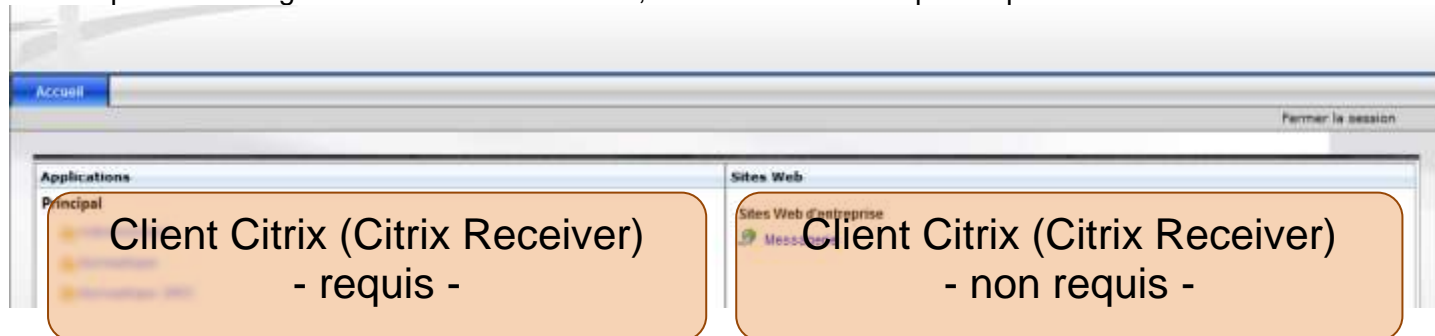 Accueil
Fermer la session
Applications
Sites Web
Principal
Sites Web d'entreprise
Messagerie
Client Citrix (Citrix Receiver)
- requis -
Client Citrix (Citrix Receiver)
- non requis -